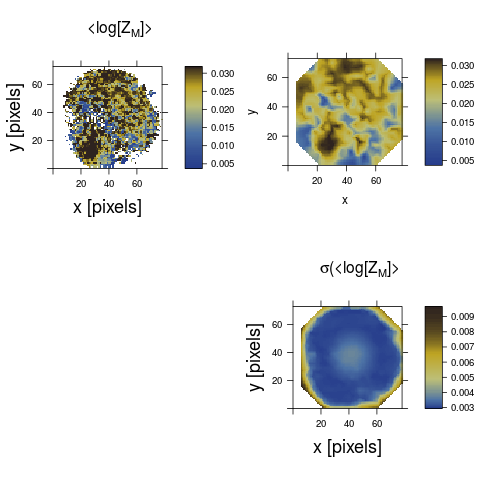 <log[Z_M]>
60
40
20
20 40 60
y [pixels]
x [pixels]
0.030
0.025
0.020
0.015
0.010
0.005
60
40
20
20 40 60
y
x
0.030
0.025
0.020
0.015
0.010
0.005
σ(<log[Z_M]>
60
40
20
20 40 60
y [pixels]
x [pixels]
0.009
0.008
0.007
0.006
0.005
0.004
0.003